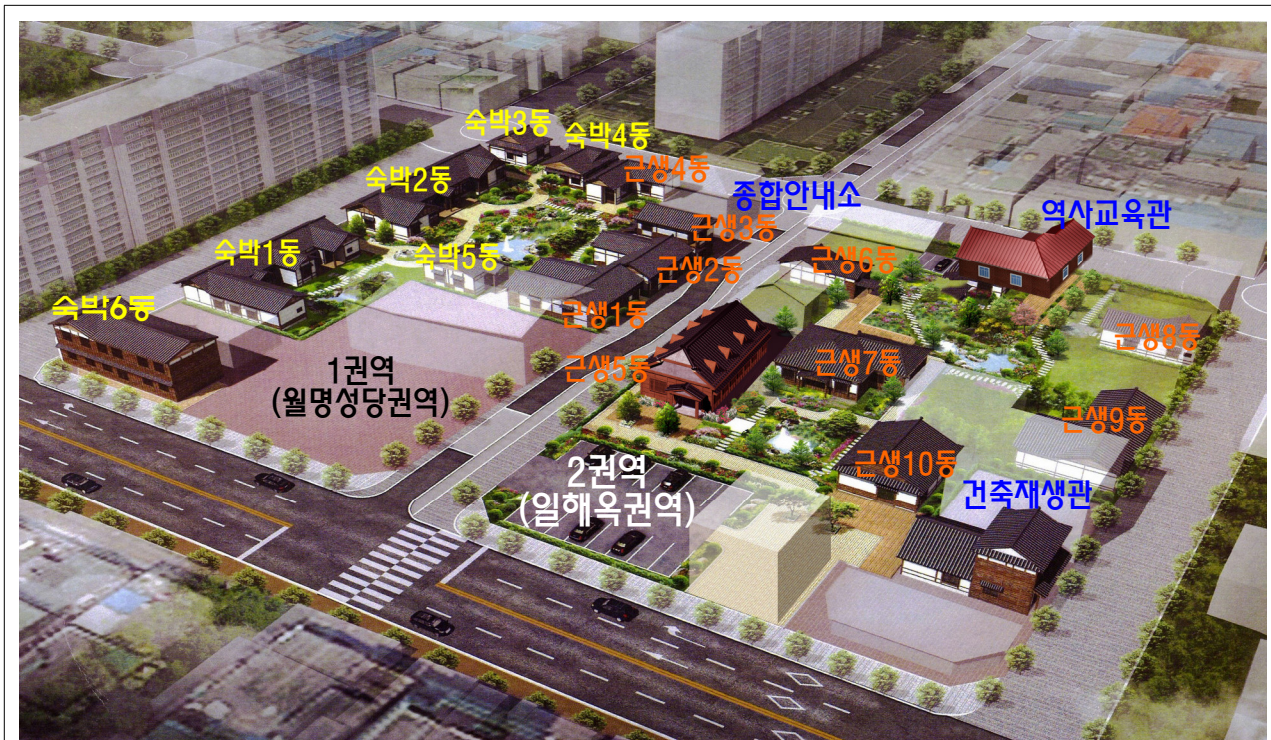 숙박3동
숙박4동
숙박2동
근생4동
종합안내소
역사교육관
근생3동
숙박1동
숙박5동
근생2동
근생6동
숙박6동
근생1동
근생8동
1권역
(월명성당권역)
근생5동
근생7동
근생9동
2권역
(일해옥권역)
근생10동
건축재생관